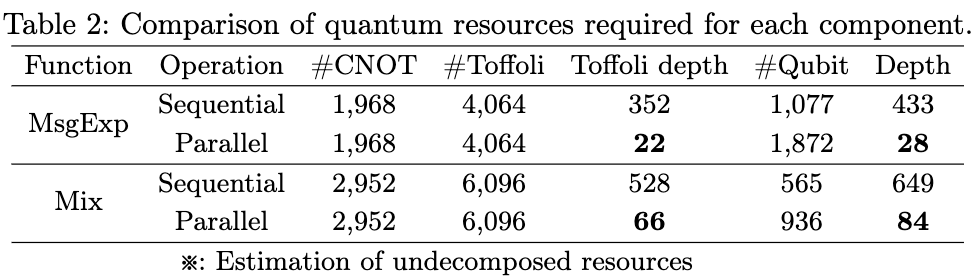 Table 2: Comparison of quantum resources required for each component.
Function Operation #CNOT #Toffoli Toffoli depth #Qubit Depth
MsgExp Sequential 1,968 4,064 352 1,077 433
Parallel 1,968 4,064 22 1,872 28
Mix Sequential 2,952 6,096 528 565 649
Parallel 2,952 6,096 66 936 84
※: Estimation of undecomposed resources